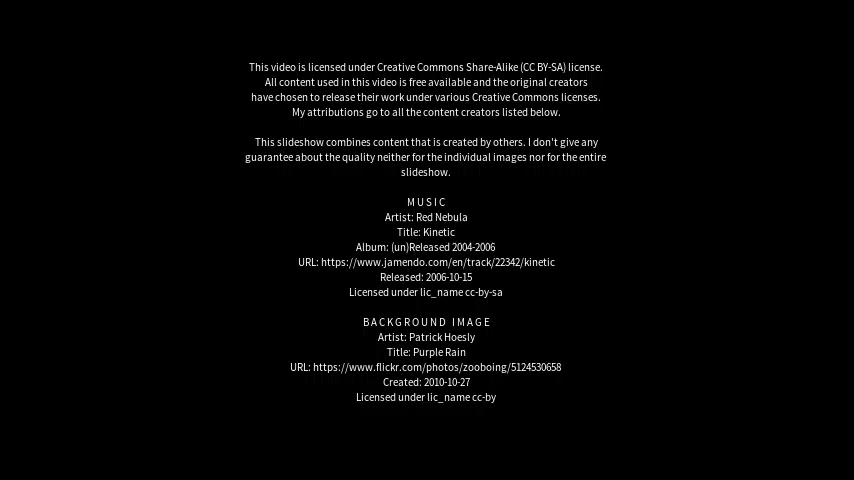 This video is licensed under Creative Commons Share-Alike (CC BY-SA) license.
All content used in this video is free available and the original creators
have chosen to release their work under various Creative Commons licenses.
My attributions go to all the content creators listed below.
This slideshow combines content that is created by others. I don't give any
guarantee about the quality neither for the individual images nor for the entire
slideshow.
MUSIC
Artist: Red Nebula
Title: Kinetic
Album: (un)Released 2004-2006
URL: https://www.jamendo.com/en/track/22342/kinetic
Released: 2006-10-15
Licensed under lic_name cc-by-sa
BACKGROUND IMAGE
Artist: Patrick Hoesly
Title: Purple Rain
URL: https://www.flickr.com/photos/zooboing/5124530658
Created: 2010-10-27
Licensed under lic_name cc-by